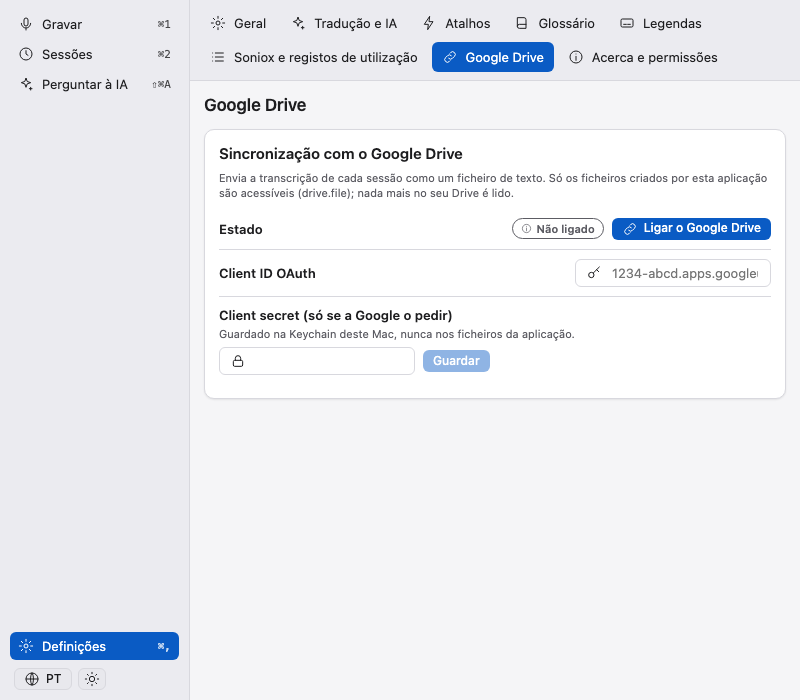 Gravar ⌘1
Sessões ⌘2
Perguntar à IA ⇧⌘A
Geral Tradução e IA Atalhos Glossário Legendas
Soniox e registos de utilização Google Drive Acerca e permissões
Google Drive
Sincronização com o Google Drive
Envia a transcrição de cada sessão como um ficheiro de texto. Só os ficheiros criados por esta aplicação
são acessíveis (drive.file); nada mais no seu Drive é lido.
Estado Não ligado Ligar o Google Drive
Client ID OAuth 1234-abcd.apps.google
Client secret (só se a Google o pedir)
Guardado na Keychain deste Mac, nunca nos ficheiros da aplicação.
Guardar
Definições ⌘,
PT